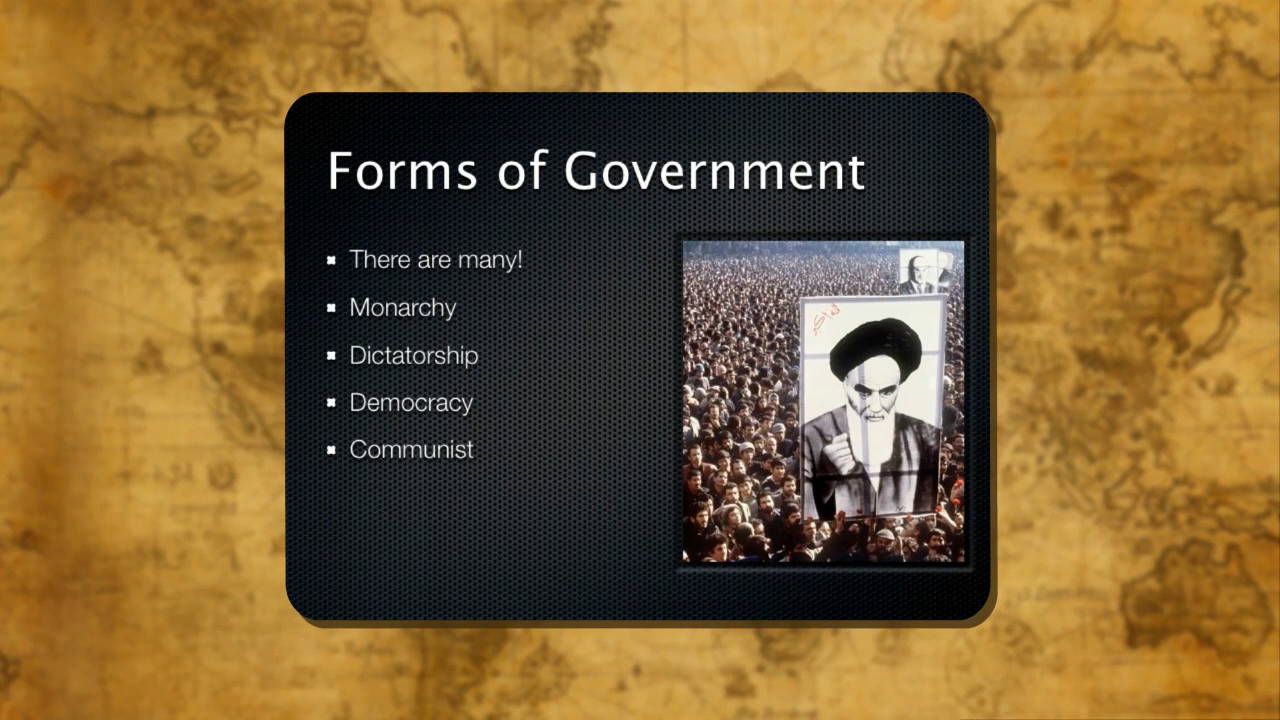 Forms of Government
There are many!
Monarchy
Dictatorship
Democracy
Communist